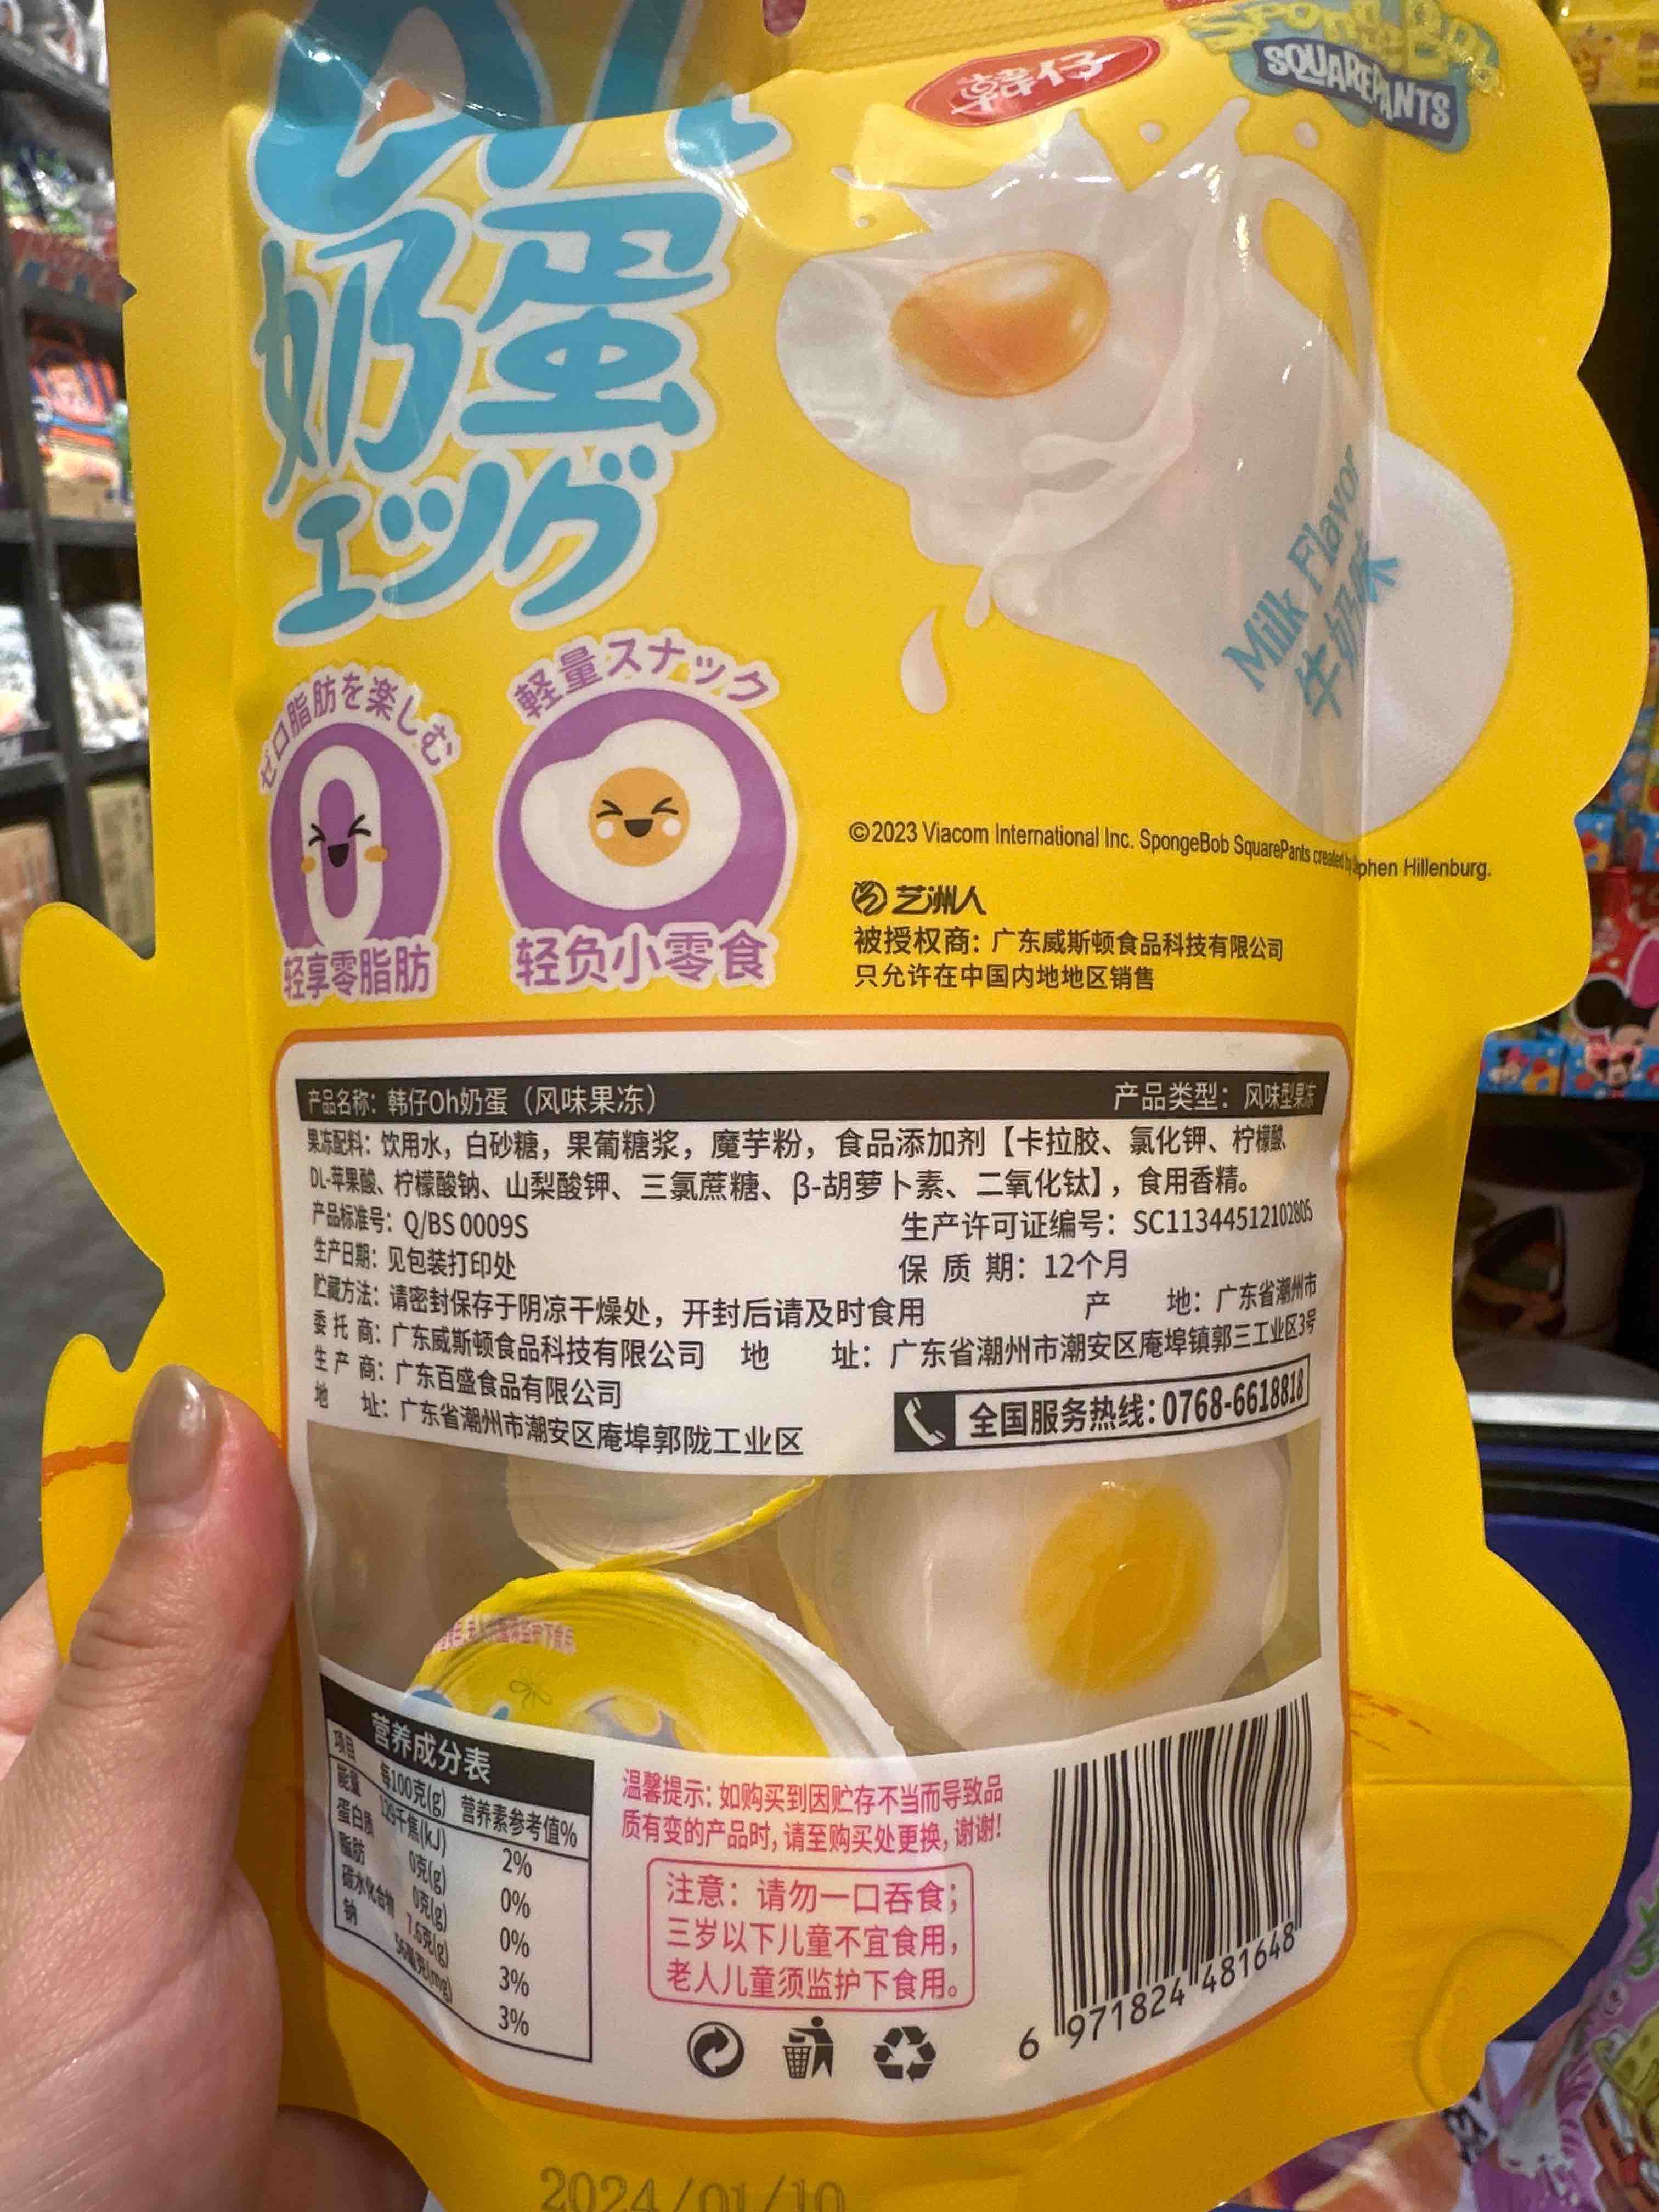 韩仔
SpongeBob
SQUAREPANTS
Oh
奶蛋
エッグ
Milk Flavor
牛奶味
ゼロ脂肪を楽しむ
轻享零脂肪
軽量スナック
轻负小零食
©2023 Viacom International Inc. SpongeBob SquarePants created by Stephen Hillenburg.
艺洲人
被授权商：广东威斯顿食品科技有限公司
只允许在中国内地地区销售
产品名称：韩仔Oh奶蛋（风味果冻） 产品类型：风味型果冻
果冻配料：饮用水，白砂糖，果葡糖浆，魔芋粉，食品添加剂【卡拉胶、氯化钾、柠檬酸、
DL-苹果酸、柠檬酸钠、山梨酸钾、三氯蔗糖、β-胡萝卜素、二氧化钛】，食用香精。
产品标准号：Q/BS 0009S 生产许可证编号：SC11344512102805
生产日期：见包装打印处 保质期：12个月
贮藏方法：请密封保存于阴凉干燥处，开封后请及时食用 产地：广东省潮州市
委托商：广东威斯顿食品科技有限公司 地址：广东省潮州市潮安区庵埠镇郭三工业区3号
生产商：广东百盛食品有限公司
地址：广东省潮州市潮安区庵埠郭陇工业区
全国服务热线：0768-6618818
营养成分表
项目 每100克(g) 营养素参考值%
能量 129千焦(kJ) 2%
蛋白质 0克(g) 0%
脂肪 0克(g) 0%
碳水化合物 7.6克(g) 3%
钠 56毫克(mg) 3%
温馨提示：如购买到因贮存不当而导致品
质有变的产品时，请至购买处更换，谢谢！
注意：请勿一口吞食；
三岁以下儿童不宜食用，
老人儿童须监护下食用。
6 971824 481648
2024/01/10